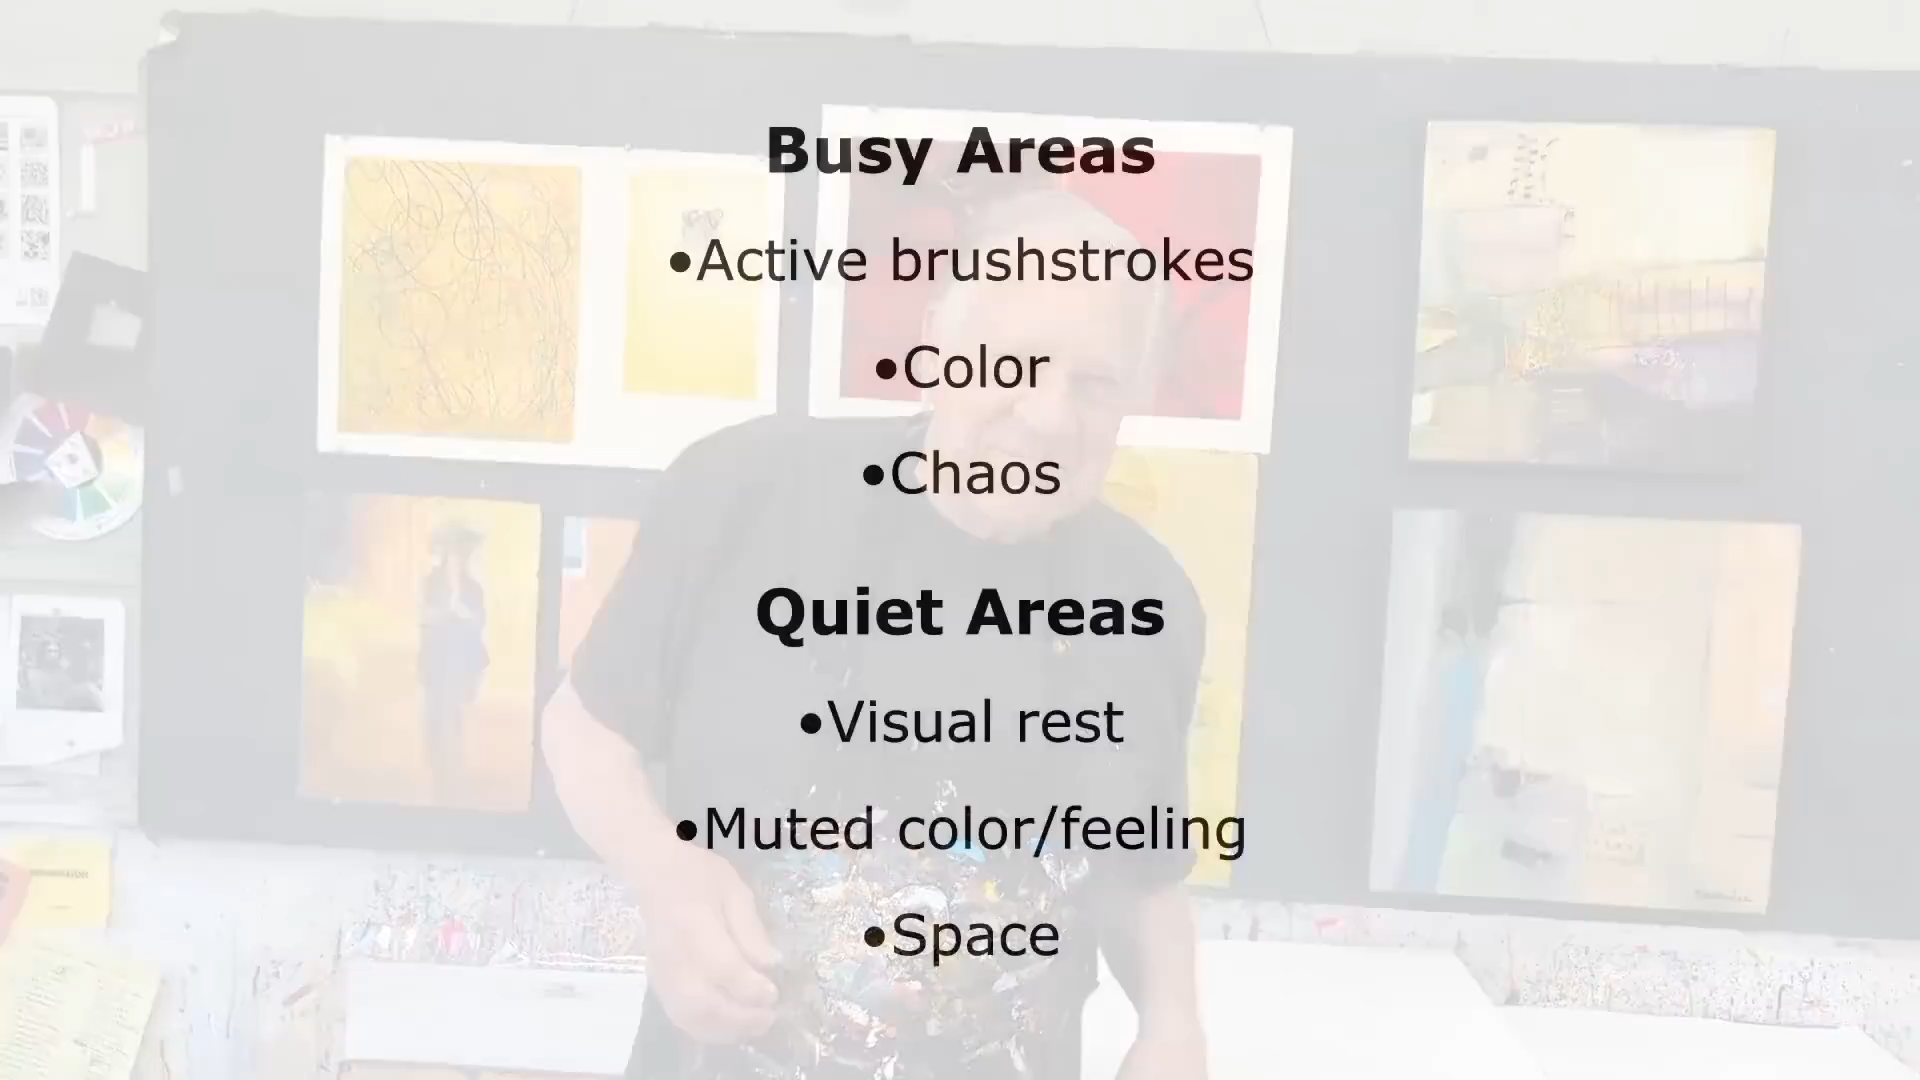 Busy Areas
•Active brushstrokes
•Color
•Chaos
Quiet Areas
•Visual rest
•Muted color/feeling
•Space